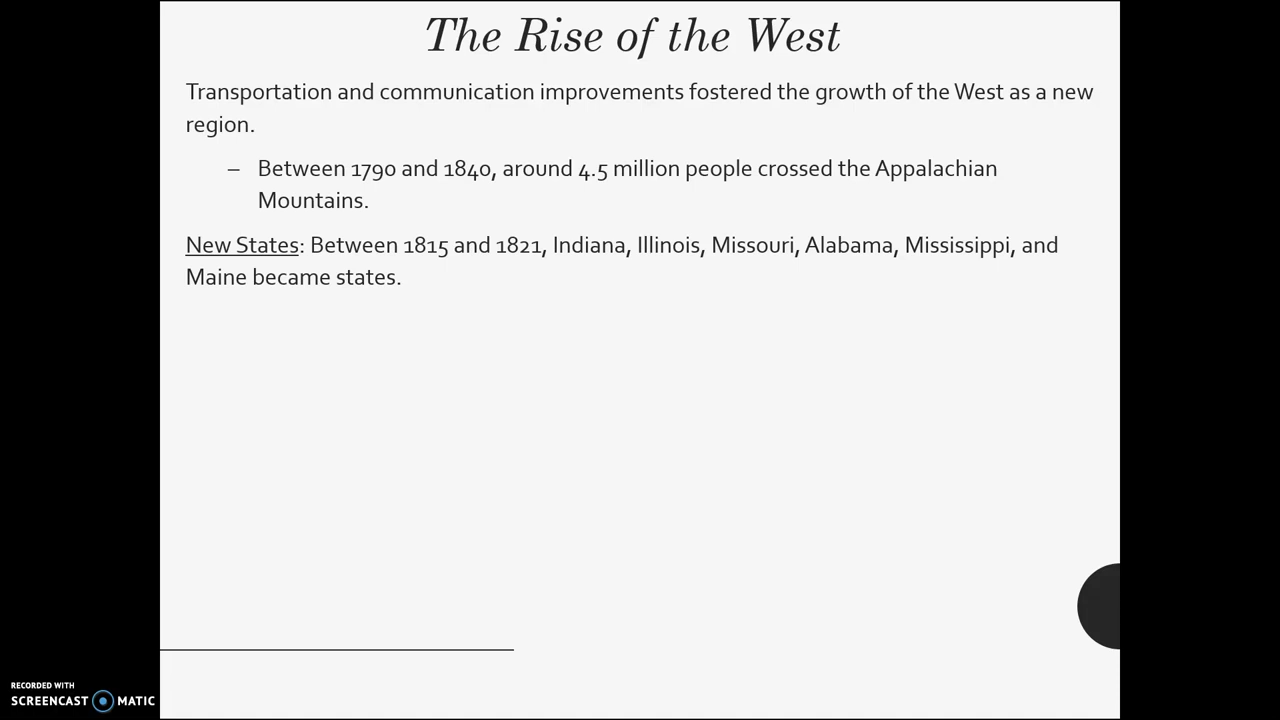 The Rise of the West
Transportation and communication improvements fostered the growth of the West as a new
region.
– Between 1790 and 1840, around 4.5 million people crossed the Appalachian
Mountains.
New States: Between 1815 and 1821, Indiana, Illinois, Missouri, Alabama, Mississippi, and
Maine became states.
RECORDED WITH
SCREENCAST MATIC